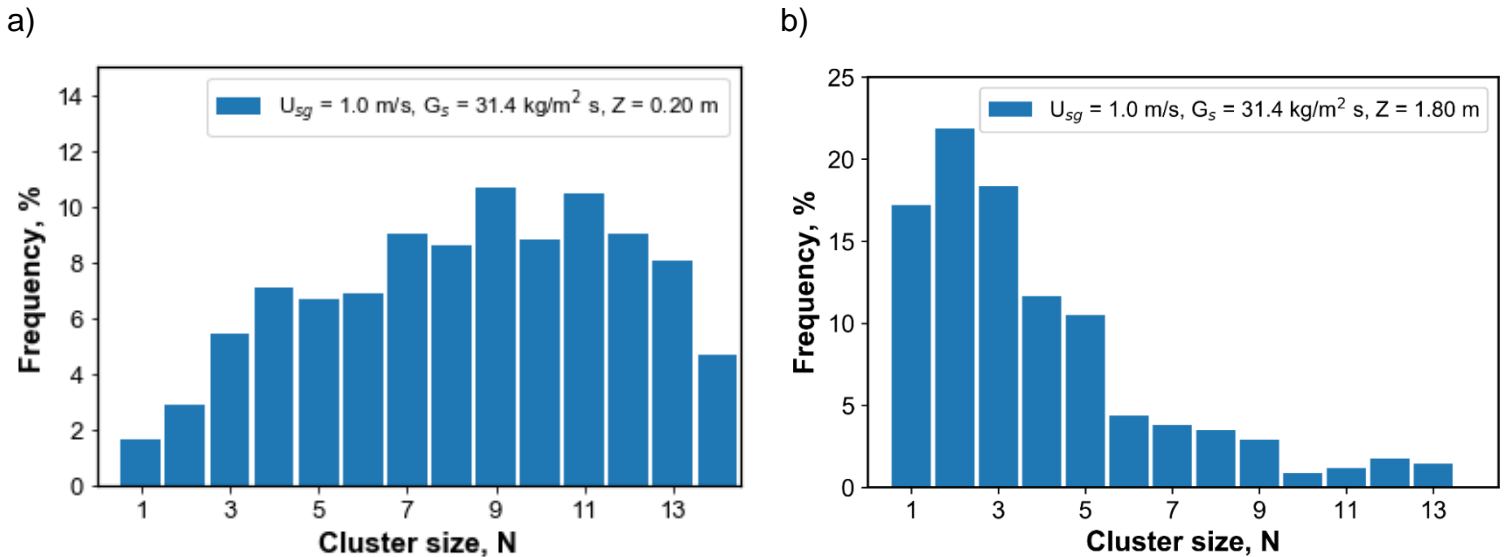 a)
14
12
10
8
6
4
2
0
Frequency, %
U_sg = 1.0 m/s, G_s = 31.4 kg/m² s, Z = 0.20 m
1 3 5 7 9 11 13
Cluster size, N
b)
25
20
15
10
5
0
Frequency, %
U_sg = 1.0 m/s, G_s = 31.4 kg/m² s, Z = 1.80 m
1 3 5 7 9 11 13
Cluster size, N